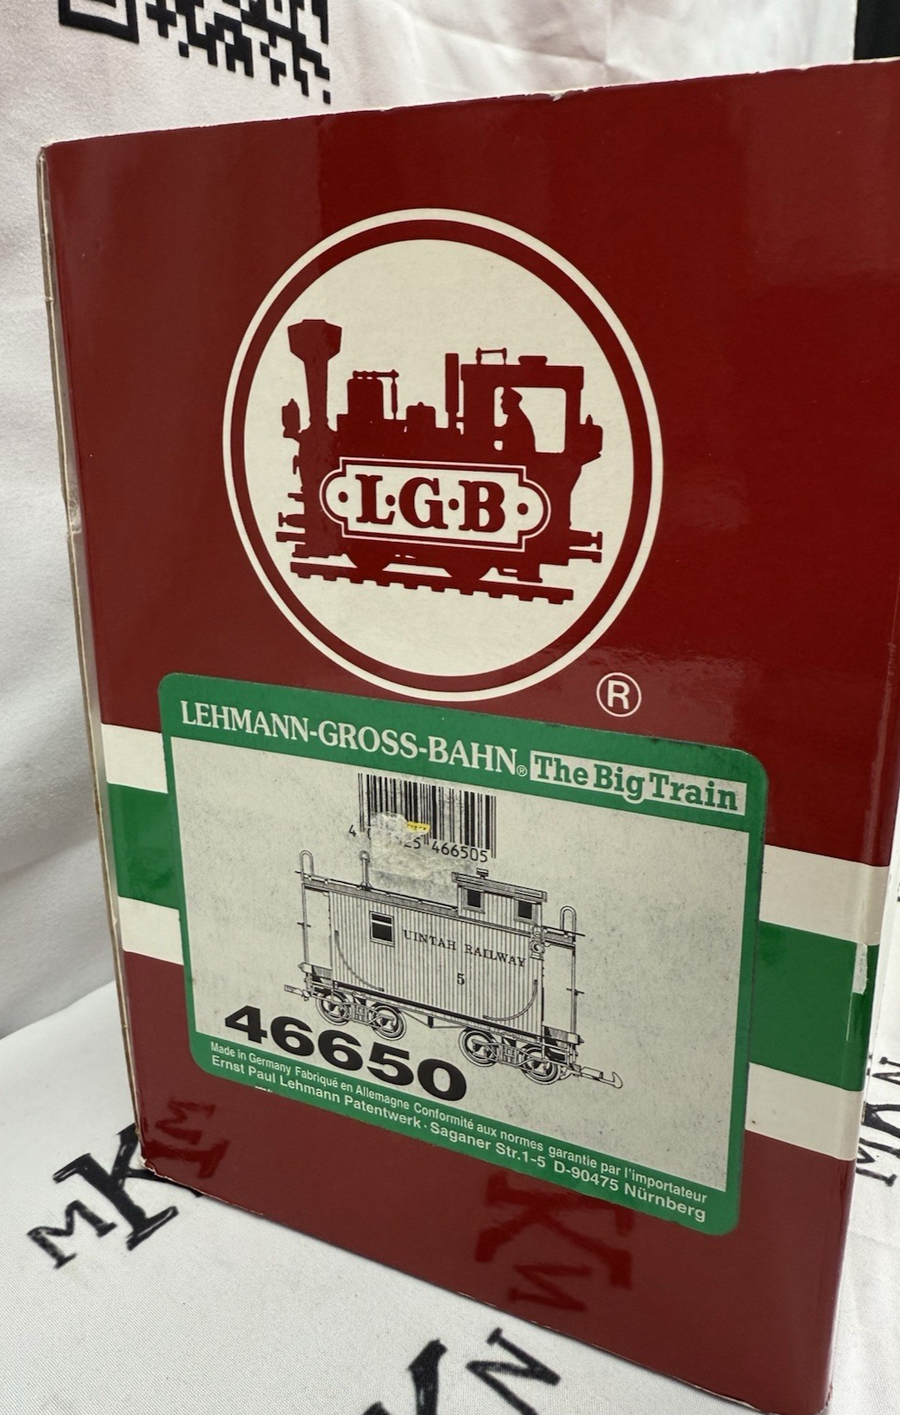 L·G·B
®
LEHMANN-GROSS-BAHN® The Big Train
466505
UINTAH RAILWAY
5
46650
Made in Germany Fabriqué en Allemagne Conformité aux normes garantie par l'importateur
Ernst Paul Lehmann Patentwerk · Saganer Str.1-5 D-90475 Nürnberg
MKN